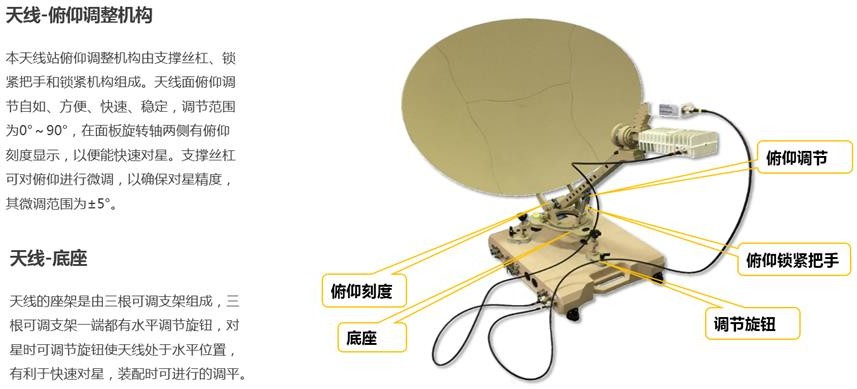 天线-俯仰调整机构
本天线站俯仰调整机构由支撑丝杠、锁
紧把手和锁紧机构组成。天线面俯仰调
节自如、方便、快速、稳定，调节范围
为0°～90°，在面板旋转轴两侧有俯仰
刻度显示，以便能快速对星。支撑丝杠
可对俯仰进行微调，以确保对星精度，
其微调范围为±5°。
天线-底座
天线的座架是由三根可调支架组成，三
根可调支架一端都有水平调节旋钮，对
星时可调节旋钮使天线处于水平位置，
有利于快速对星，装配时可进行的调平。
俯仰调节
俯仰锁紧把手
俯仰刻度
调节旋钮
底座